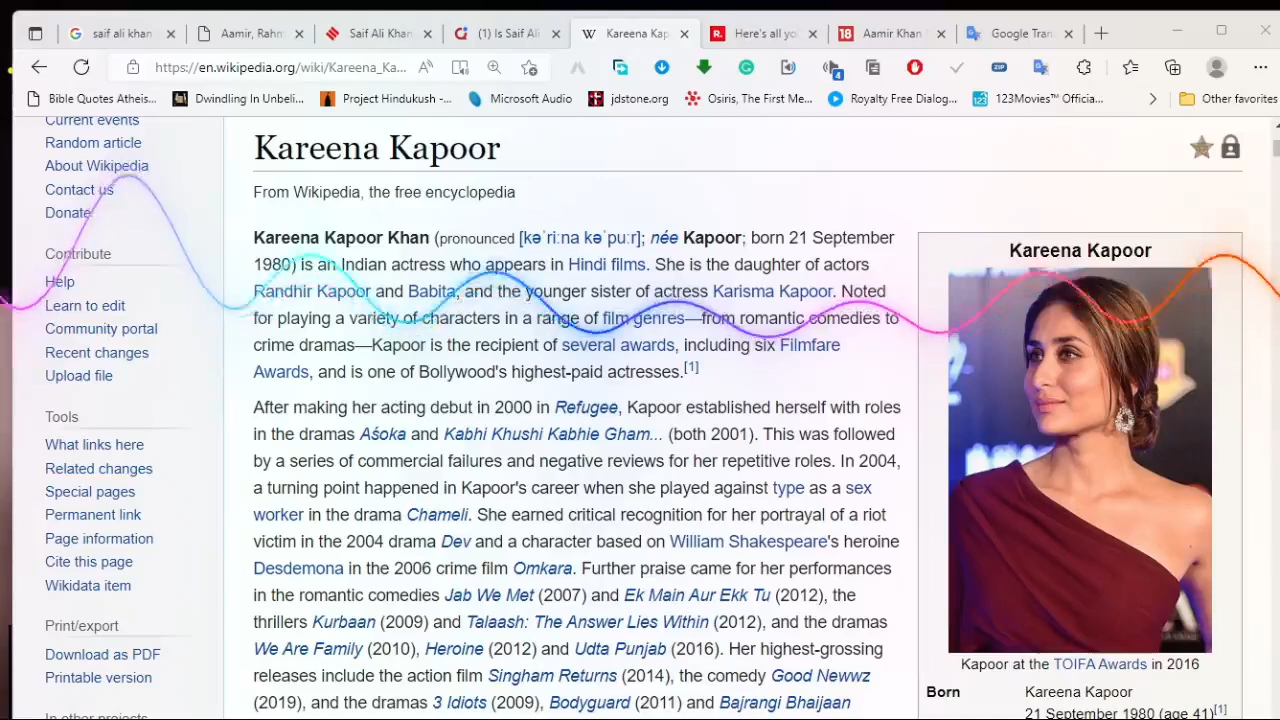 saif ali khan
Aamir, Rahm
Saif Ali Khan
(1) Is Saif Ali
Kareena Kap
Here's all yo
Aamir Khan
Google Tran
https://en.wikipedia.org/wiki/Kareena_Ka...
Bible Quotes Atheis...
Dwindling In Unbeli...
Project Hindukush -...
Microsoft Audio
jdstone.org
Osiris, The First Me...
Royalty Free Dialog...
123Movies™ Officia...
Other favorites
Current events
Random article
About Wikipedia
Contact us
Donate
Contribute
Help
Learn to edit
Community portal
Recent changes
Upload file
Tools
What links here
Related changes
Special pages
Permanent link
Page information
Cite this page
Wikidata item
Print/export
Download as PDF
Printable version
In other projects
Kareena Kapoor
From Wikipedia, the free encyclopedia
Kareena Kapoor Khan (pronounced [kəˈriːna kəˈpuːr]; née Kapoor; born 21 September
1980) is an Indian actress who appears in Hindi films. She is the daughter of actors
Randhir Kapoor and Babita, and the younger sister of actress Karisma Kapoor. Noted
for playing a variety of characters in a range of film genres—from romantic comedies to
crime dramas—Kapoor is the recipient of several awards, including six Filmfare
Awards, and is one of Bollywood's highest-paid actresses.[1]
After making her acting debut in 2000 in Refugee, Kapoor established herself with roles
in the dramas Aśoka and Kabhi Khushi Kabhie Gham... (both 2001). This was followed
by a series of commercial failures and negative reviews for her repetitive roles. In 2004,
a turning point happened in Kapoor's career when she played against type as a sex
worker in the drama Chameli. She earned critical recognition for her portrayal of a riot
victim in the 2004 drama Dev and a character based on William Shakespeare's heroine
Desdemona in the 2006 crime film Omkara. Further praise came for her performances
in the romantic comedies Jab We Met (2007) and Ek Main Aur Ekk Tu (2012), the
thrillers Kurbaan (2009) and Talaash: The Answer Lies Within (2012), and the dramas
We Are Family (2010), Heroine (2012) and Udta Punjab (2016). Her highest-grossing
releases include the action film Singham Returns (2014), the comedy Good Newwz
(2019), and the dramas 3 Idiots (2009), Bodyguard (2011) and Bajrangi Bhaijaan
Kareena Kapoor
Kapoor at the TOIFA Awards in 2016
Born
Kareena Kapoor
21 September 1980 (age 41)[1]